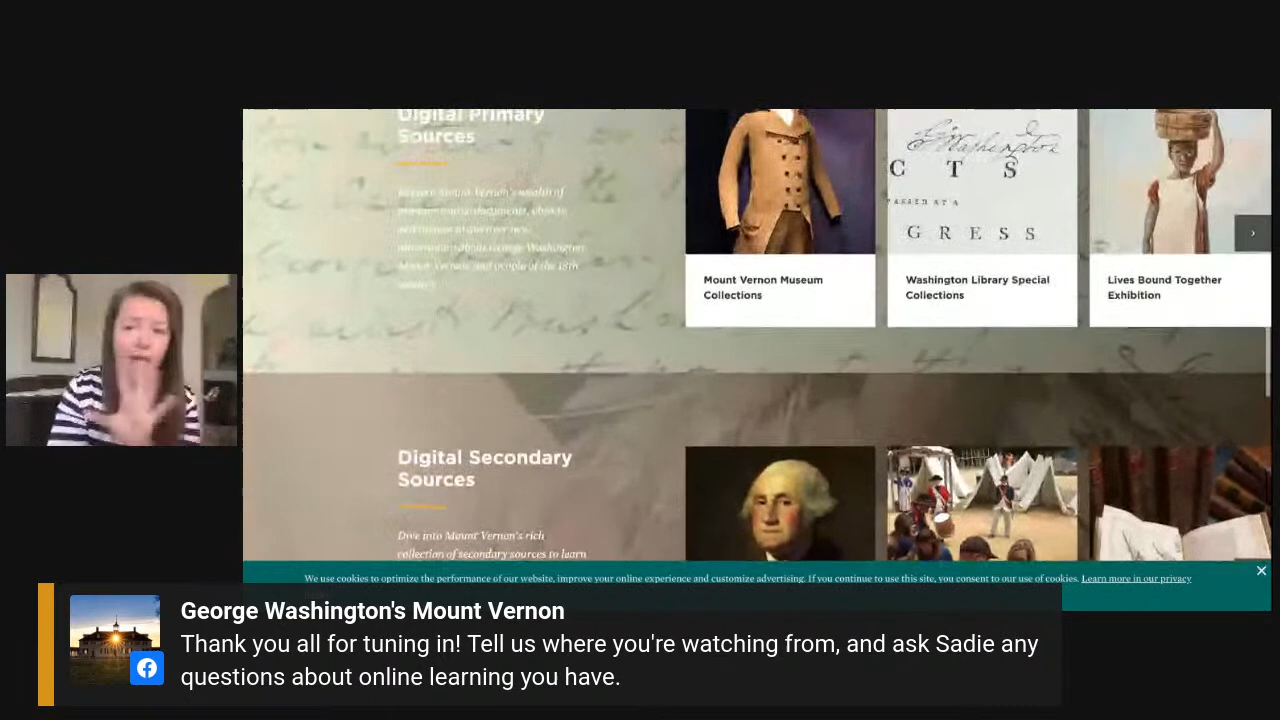 Digital Primary
Sources
G Washington
C T S
PASSED AT A
G R E S S
Mount Vernon Museum
Collections
Washington Library Special
Collections
Lives Bound Together
Exhibition
Digital Secondary
Sources
Dive into Mount Vernon's rich
collection of secondary sources to learn
We use cookies to optimize the performance of our website, improve your online experience and customize advertising. If you continue to use this site, you consent to our use of cookies. Learn more in our privacy
George Washington's Mount Vernon
Thank you all for tuning in! Tell us where you're watching from, and ask Sadie any
questions about online learning you have.